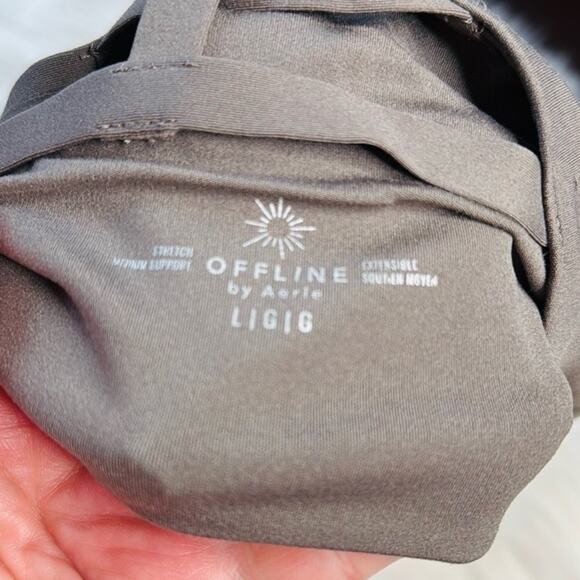 STRETCH
MEDIUM SUPPORT
OFFLINE
by Aerie
L|G|G
EXTENSIBLE
SOUTIEN MOYEN